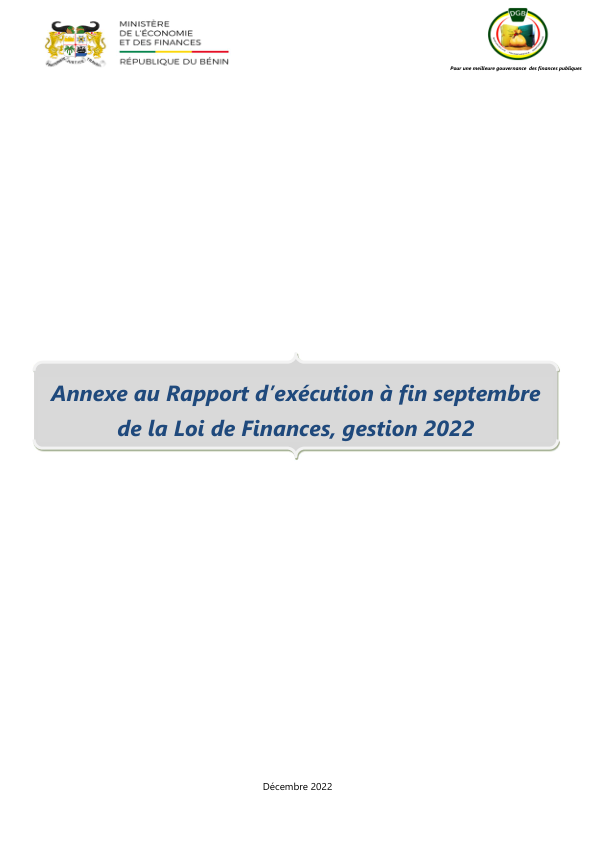 MINISTÈRE
DE L'ÉCONOMIE
ET DES FINANCES
RÉPUBLIQUE DU BÉNIN
DGB
Pour une meilleure gouvernance des finances publiques
Annexe au Rapport d’exécution à fin septembre
de la Loi de Finances, gestion 2022
Décembre 2022